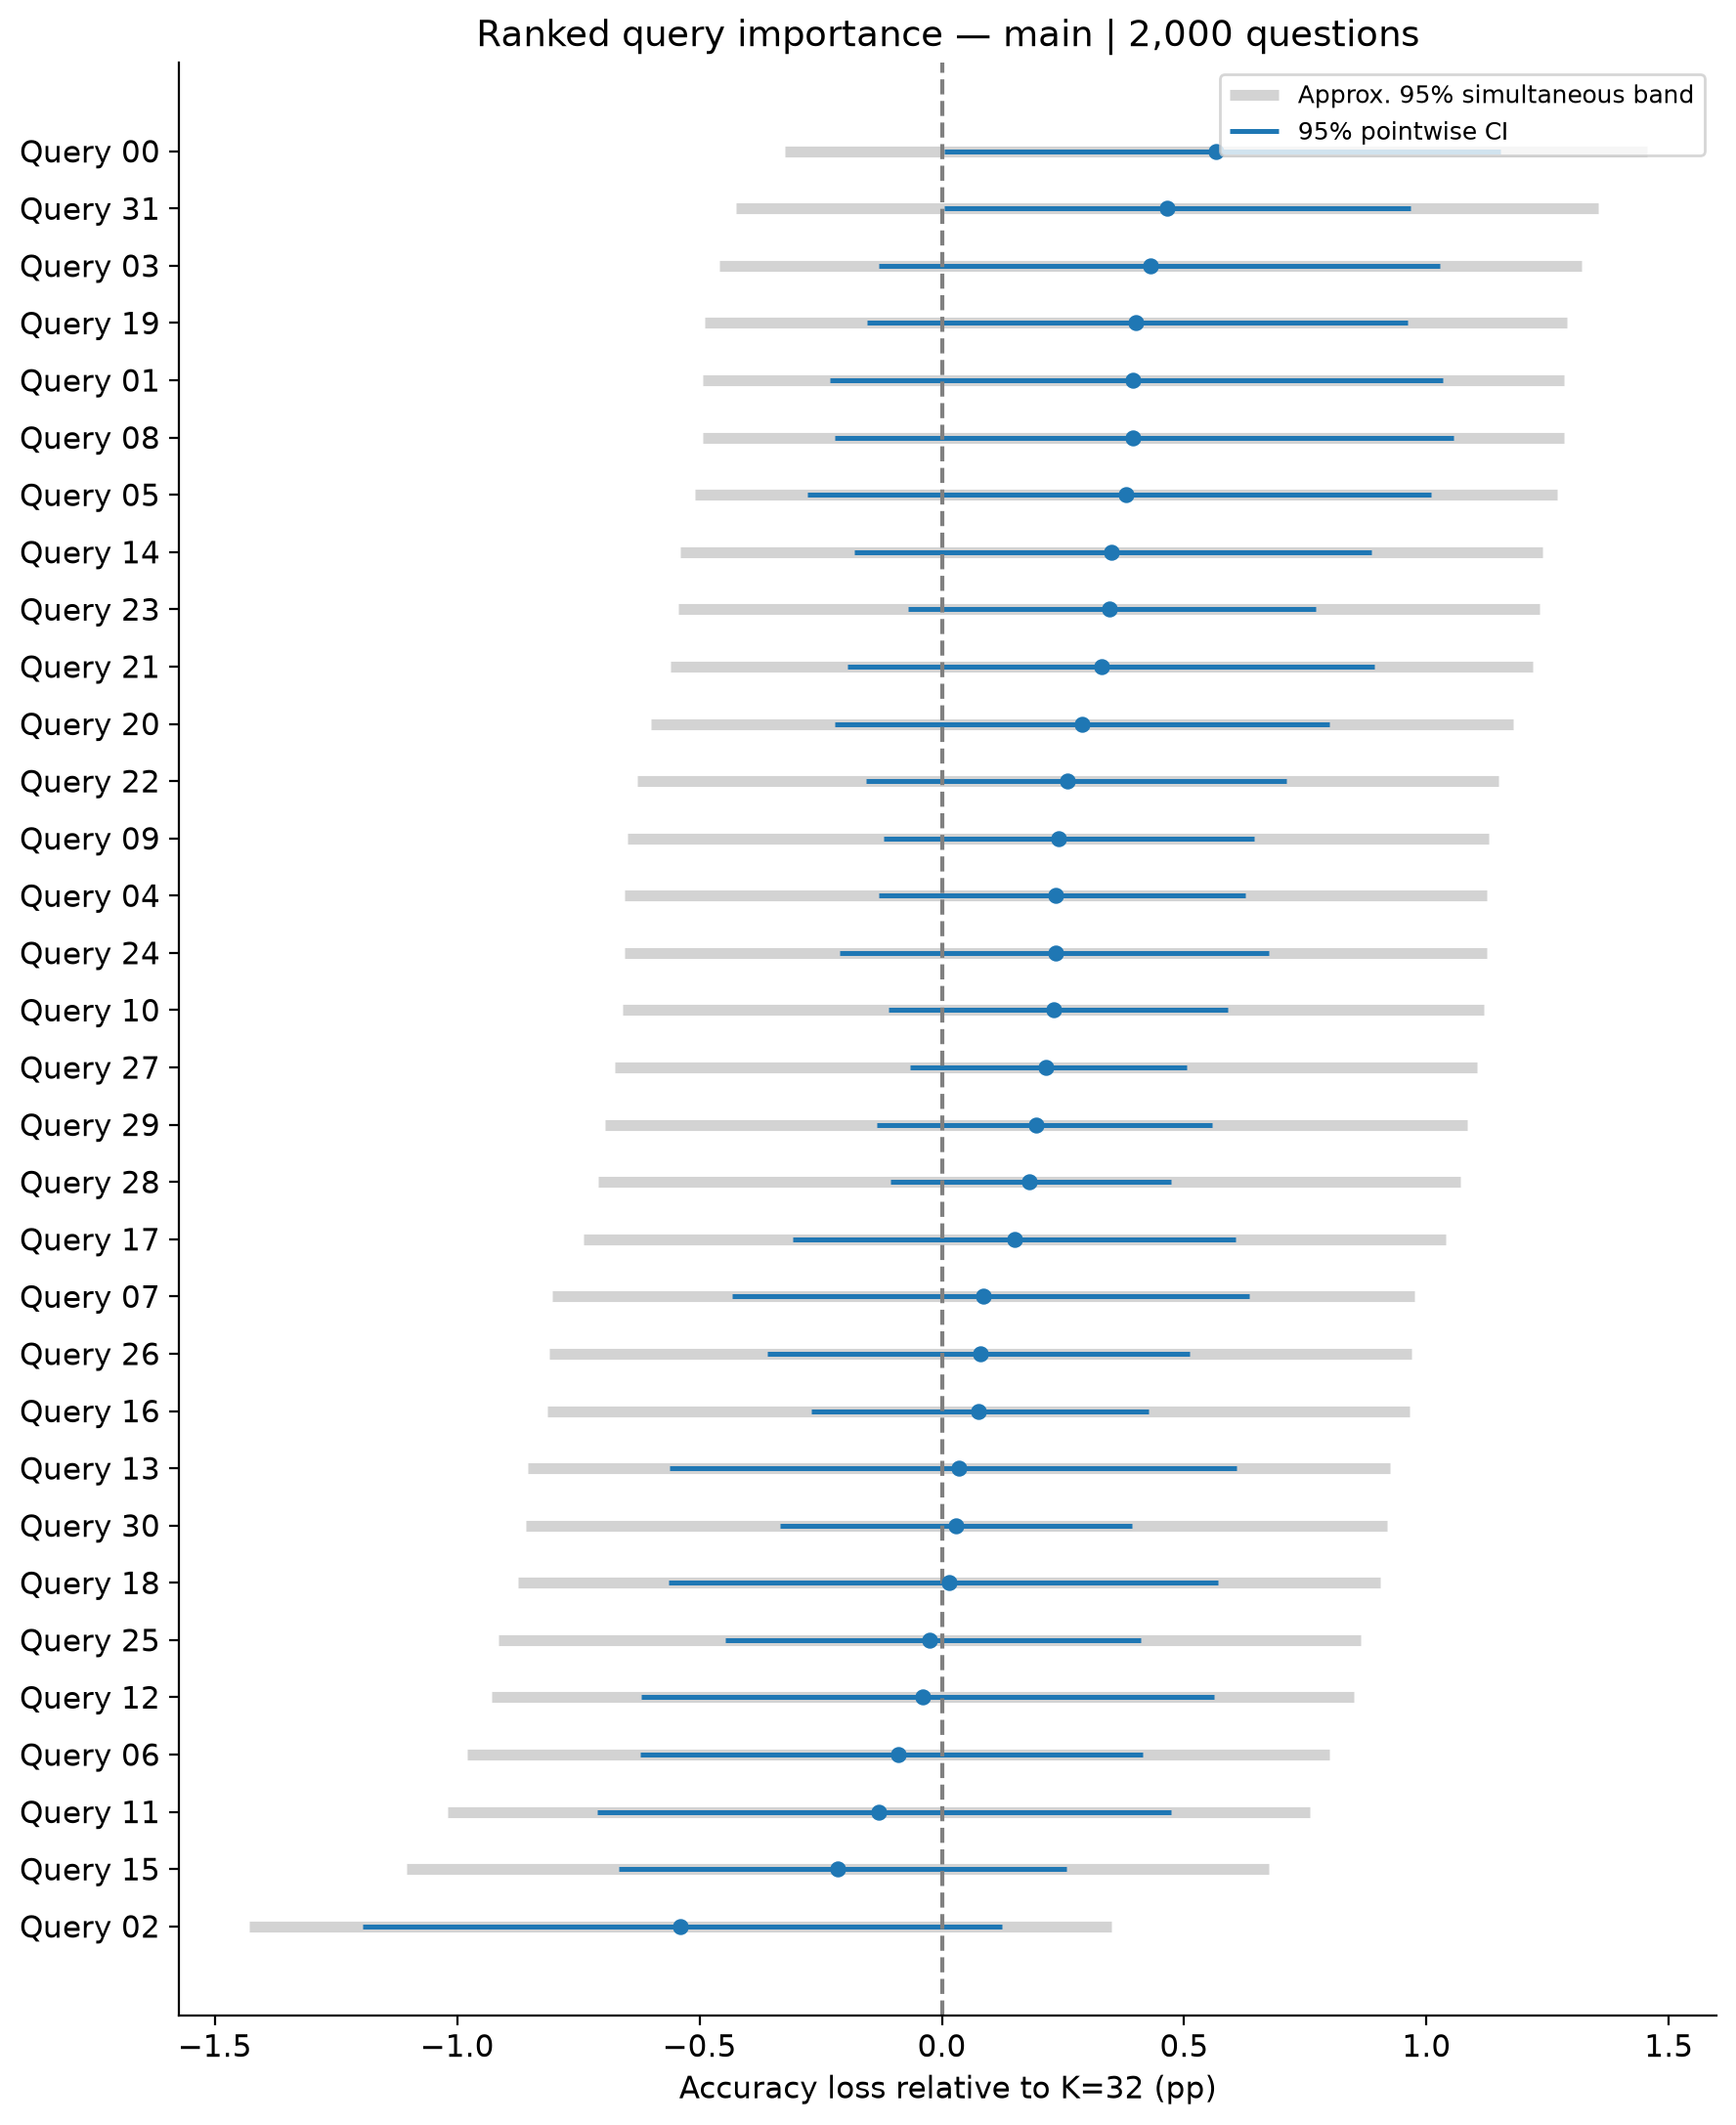 Ranked query importance — main | 2,000 questions
Approx. 95% simultaneous band
95% pointwise CI
Query 00
Query 31
Query 03
Query 19
Query 01
Query 08
Query 05
Query 14
Query 23
Query 21
Query 20
Query 22
Query 09
Query 04
Query 24
Query 10
Query 27
Query 29
Query 28
Query 17
Query 07
Query 26
Query 16
Query 13
Query 30
Query 18
Query 25
Query 12
Query 06
Query 11
Query 15
Query 02
−1.5 −1.0 −0.5 0.0 0.5 1.0 1.5
Accuracy loss relative to K=32 (pp)